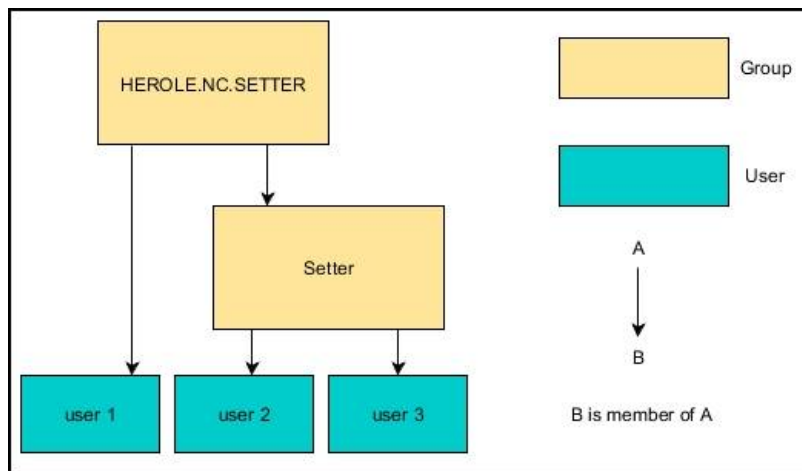 HEROLE.NC.SETTER
Group
User
Setter
A
B
user 1
user 2
user 3
B is member of A